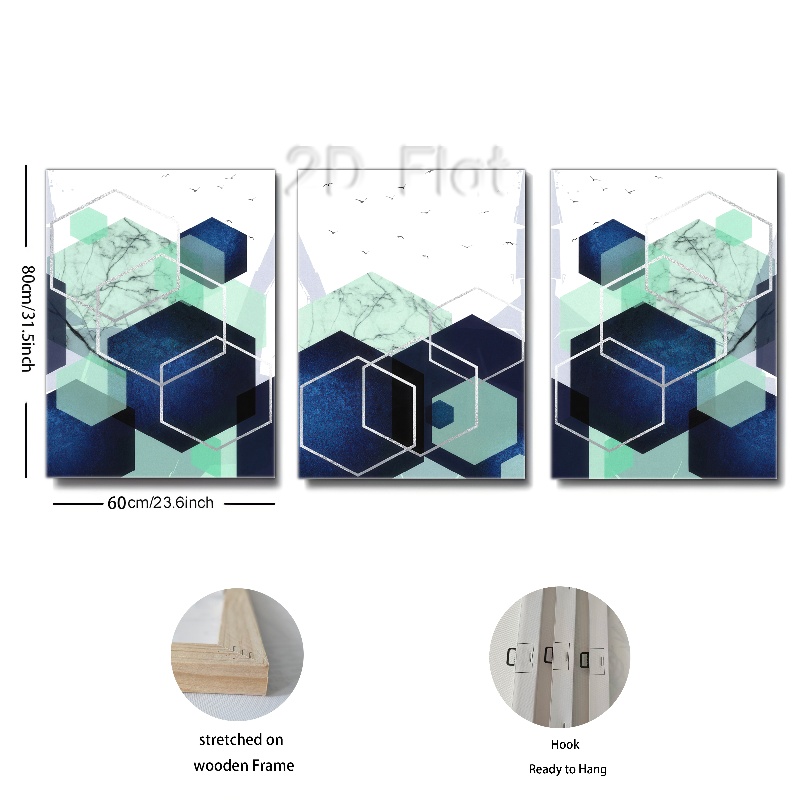 2D Flat
80cm/31.5inch
60cm/23.6inch
stretched on
wooden Frame
Hook
Ready to Hang